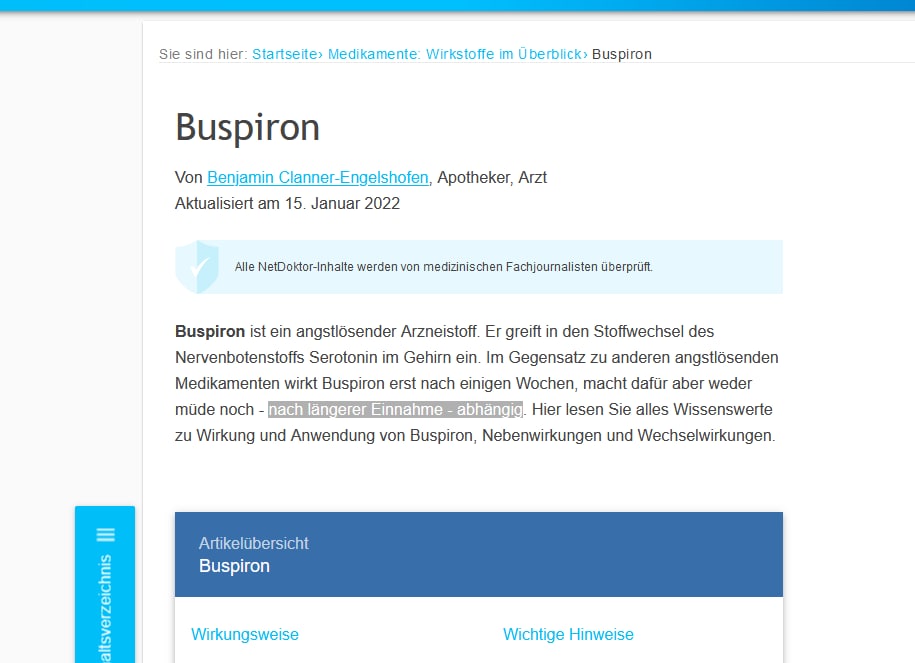 Sie sind hier: Startseite› Medikamente: Wirkstoffe im Überblick› Buspiron
Buspiron
Von Benjamin Clanner-Engelshofen, Apotheker, Arzt
Aktualisiert am 15. Januar 2022
Alle NetDoktor-Inhalte werden von medizinischen Fachjournalisten überprüft.
Buspiron ist ein angstlösender Arzneistoff. Er greift in den Stoffwechsel des
Nervenbotenstoffs Serotonin im Gehirn ein. Im Gegensatz zu anderen angstlösenden
Medikamenten wirkt Buspiron erst nach einigen Wochen, macht dafür aber weder
müde noch - nach längerer Einnahme - abhängig. Hier lesen Sie alles Wissenswerte
zu Wirkung und Anwendung von Buspiron, Nebenwirkungen und Wechselwirkungen.
altsverzeichnis
Artikelübersicht
Buspiron
Wirkungsweise
Wichtige Hinweise